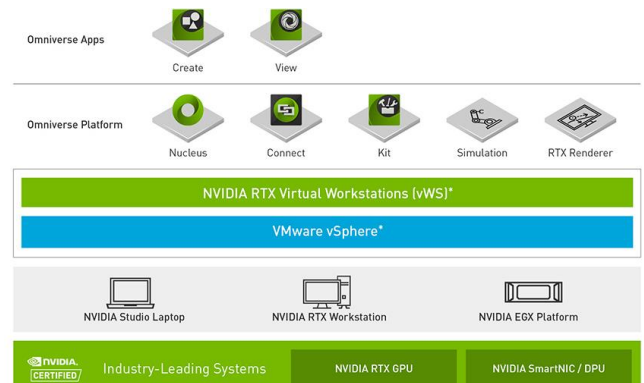 Omniverse Apps
Create
View
Omniverse Platform
Nucleus
Connect
Kit
Simulation
RTX Renderer
NVIDIA RTX Virtual Workstations (vWS)*
VMware vSphere*
NVIDIA Studio Laptop
NVIDIA RTX Workstation
NVIDIA EGX Platform
NVIDIA.
CERTIFIED
Industry-Leading Systems
NVIDIA RTX GPU
NVIDIA SmartNIC / DPU